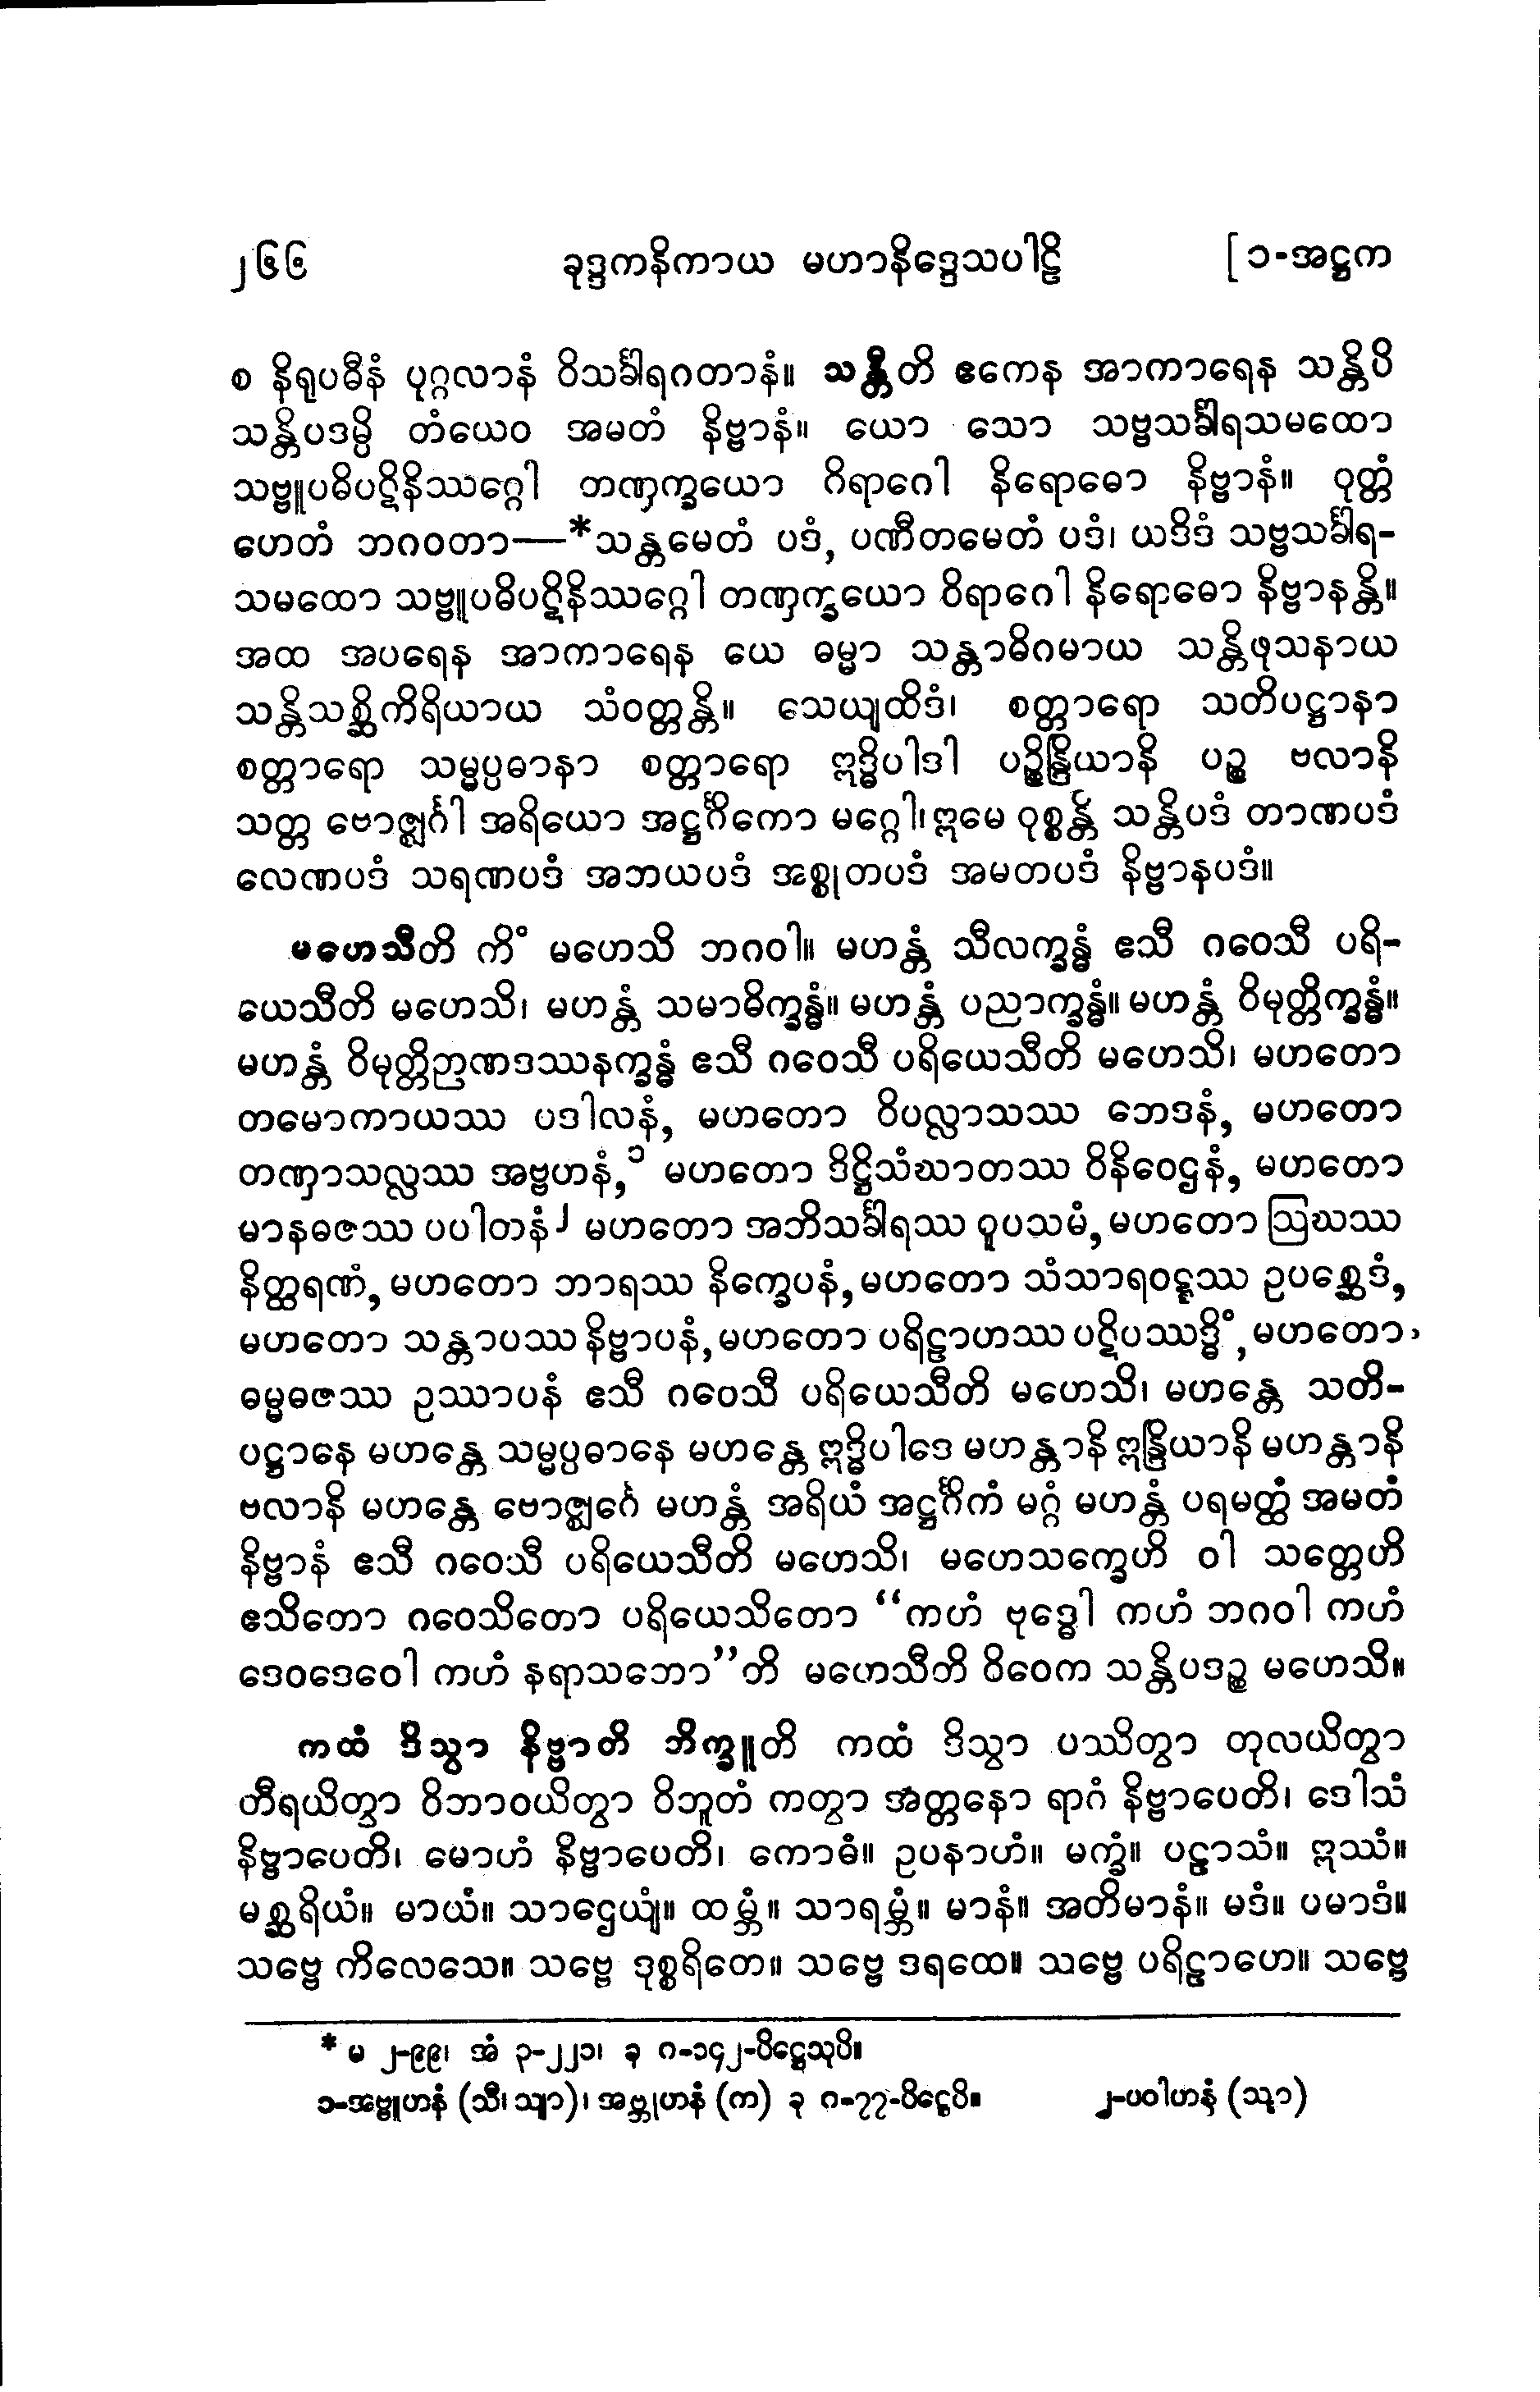 ၂၆၆ ခုဒ္ဒကနိကာယ မဟာနိဒ္ဒေသပါဠိ [ ၁-အဋ္ဌက
စ နိရုပဓီနံ ပုဂ္ဂလာနံ ဝိသင်္ခါရဂတာနံ။ သန္တီတိ ဧကေန အာကာရေန သန္တိပိ
သန္တိပဒမ္ပိ တံယေဝ အမတံ နိဗ္ဗာနံ။ ယော သော သဗ္ဗသင်္ခါရသမထော
သဗ္ဗူပဓိပဋိနိဿဂ္ဂေါ တဏှက္ခယော ဝိရာဂေါ နိရောဓော နိဗ္ဗာနံ။ ဝုတ္တံ
ဟေတံ ဘဂဝတာ—*သန္တမေတံ ပဒံ, ပဏီတမေတံ ပဒံ၊ ယဒိဒံ သဗ္ဗသင်္ခါရ-
သမထော သဗ္ဗူပဓိပဋိနိဿဂ္ဂေါ တဏှက္ခယော ဝိရာဂေါ နိရောဓော နိဗ္ဗာနန္တိ။
အထ အပရေန အာကာရေန ယေ ဓမ္မာ သန္တာဓိဂမာယ သန္တိဖုသနာယ
သန္တိသစ္ဆိကိရိယာယ သံဝတ္တန္တိ။ သေယျထိဒံ၊ စတ္တာရော သတိပဋ္ဌာနာ
စတ္တာရော သမ္မပ္ပဓာနာ စတ္တာရော ဣဒ္ဓိပါဒါ ပဉ္စိန္ဒြိယာနိ ပဉ္စ ဗလာနိ
သတ္တ ဗောဇ္ဈင်္ဂါ အရိယော အဋ္ဌင်္ဂိကော မဂ္ဂေါ၊ ဣမေ ဝုစ္စန္တိ သန္တိပဒံ တာဏပဒံ
လေဏပဒံ သရဏပဒံ အဘယပဒံ အစ္စုတပဒံ အမတပဒံ နိဗ္ဗာနပဒံ။
မဟေသီတိ ကိံ မဟေသိ ဘဂဝါ။ မဟန္တံ သီလက္ခန္ဓံ ဧသီ ဂဝေသီ ပရိ-
ယေသီတိ မဟေသိ၊ မဟန္တံ သမာဓိက္ခန္ဓံ။ မဟန္တံ ပညာက္ခန္ဓံ။ မဟန္တံ ဝိမုတ္တိက္ခန္ဓံ။
မဟန္တံ ဝိမုတ္တိဉာဏဒဿနက္ခန္ဓံ ဧသီ ဂဝေသီ ပရိယေသီတိ မဟေသိ၊ မဟတော
တမောကာယဿ ပဒါလနံ, မဟတော ဝိပလ္လာသဿ ဘေဒနံ, မဟတော
တဏှာသလ္လဿ အဗ္ဗဟနံ,၁ မဟတော ဒိဋ္ဌိသံဃာတဿ ဝိနိဝေဌနံ, မဟတော
မာနဓဇဿ ပပါတနံ၂ မဟတော အဘိသင်္ခါရဿ ဝူပသမံ, မဟတော ဩဃဿ
နိတ္ထရဏံ, မဟတော ဘာရဿ နိက္ခေပနံ, မဟတော သံသာရဝဋ္ဋဿ ဥပစ္ဆေဒံ,
မဟတော သန္တာပဿ နိဗ္ဗာပနံ, မဟတော ပရိဠာဟဿ ပဋိပဿဒ္ဓိံ, မဟတော
ဓမ္မဓဇဿ ဥဿာပနံ ဧသီ ဂဝေသီ ပရိယေသီတိ မဟေသိ၊ မဟန္တေ သတိ-
ပဋ္ဌာနေ မဟန္တေ သမ္မပ္ပဓာနေ မဟန္တေ ဣဒ္ဓိပါဒေ မဟန္တာနိ ဣန္ဒြိယာနိ မဟန္တာနိ
ဗလာနိ မဟန္တေ ဗောဇ္ဈင်္ဂေ မဟန္တံ အရိယံ အဋ္ဌင်္ဂိကံ မဂ္ဂံ မဟန္တံ ပရမတ္ထံ အမတံ
နိဗ္ဗာနံ ဧသီ ဂဝေသီ ပရိယေသီတိ မဟေသိ၊ မဟေသက္ခေဟိ ဝါ သတ္တေဟိ
ဧသိတော ဂဝေသိတော ပရိယေသိတော “ကဟံ ဗုဒ္ဓေါ ကဟံ ဘဂဝါ ကဟံ
ဒေဝဒေဝေါ ကဟံ နရာသဘော”တိ မဟေသီတိ ဝိဝေက သန္တိပဒဉ္စ မဟေသိ။
ကထံ ဒိသွာ နိဗ္ဗာတိ ဘိက္ခူတိ ကထံ ဒိသွာ ပဿိတွာ တုလယိတွာ
တီရယိတွာ ဝိဘာဝယိတွာ ဝိဘူတံ ကတွာ အတ္တနော ရာဂံ နိဗ္ဗာပေတိ၊ ဒေါသံ
နိဗ္ဗာပေတိ၊ မောဟံ နိဗ္ဗာပေတိ၊ ကောဓံ။ ဥပနာဟံ။ မက္ခံ။ ပဠာသံ။ ဣဿံ။
မစ္ဆရိယံ။ မာယံ။ သာဌေယျံ။ ထမ္ဘံ။ သာရမ္ဘံ။ မာနံ။ အတိမာနံ။ မဒံ။ ပမာဒံ။
သဗ္ဗေ ကိလေသေ။ သဗ္ဗေ ဒုစ္စရိတေ။ သဗ္ဗေ ဒရထေ။ သဗ္ဗေ ပရိဠာဟေ။ သဗ္ဗေ
* မ ၂-၉၉၊ အံ ၃-၂၂၁၊ ခု ဂ-၁၄၂-ပိဋ္ဌေသုပိ။
၁-အဗ္ဗူဟနံ (သီ၊ သျာ)၊ အဗ္ဘုဟနံ (က) ခု ဂ-၇၇-ပိဋ္ဌေပိ။ ၂-ပဝါဟနံ (သျာ)